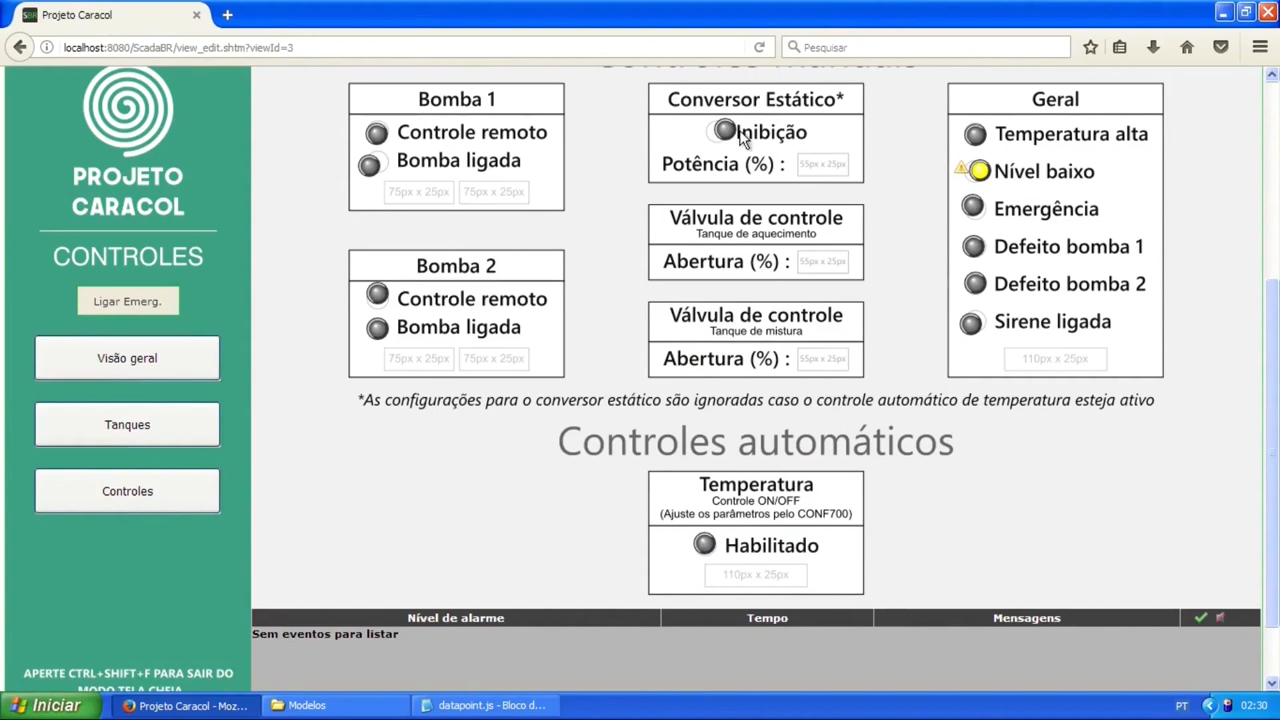 Projeto Caracol
localhost:8080/ScadaBR/view_edit.shtm?viewId=3
Pesquisar
PROJETO
CARACOL
CONTROLES
Ligar Emerg.
Visão geral
Tanques
Controles
APERTE CTRL+SHIFT+F PARA SAIR DO
MODO TELA CHEIA
Bomba 1
Controle remoto
Bomba ligada
75px x 25px 75px x 25px
Bomba 2
Controle remoto
Bomba ligada
75px x 25px 75px x 25px
Conversor Estático*
Inibição
Potência (%) : 55px x 25px
Válvula de controle
Tanque de aquecimento
Abertura (%) : 55px x 25px
Válvula de controle
Tanque de mistura
Abertura (%) : 55px x 25px
Geral
Temperatura alta
Nível baixo
Emergência
Defeito bomba 1
Defeito bomba 2
Sirene ligada
110px x 25px
*As configurações para o conversor estático são ignoradas caso o controle automático de temperatura esteja ativo
Controles automáticos
Temperatura
Controle ON/OFF
(Ajuste os parâmetros pelo CONF700)
Habilitado
110px x 25px
Nível de alarme Tempo Mensagens
Sem eventos para listar
Iniciar Projeto Caracol - Moz... Modelos datapoint.js - Bloco d... PT 02:30